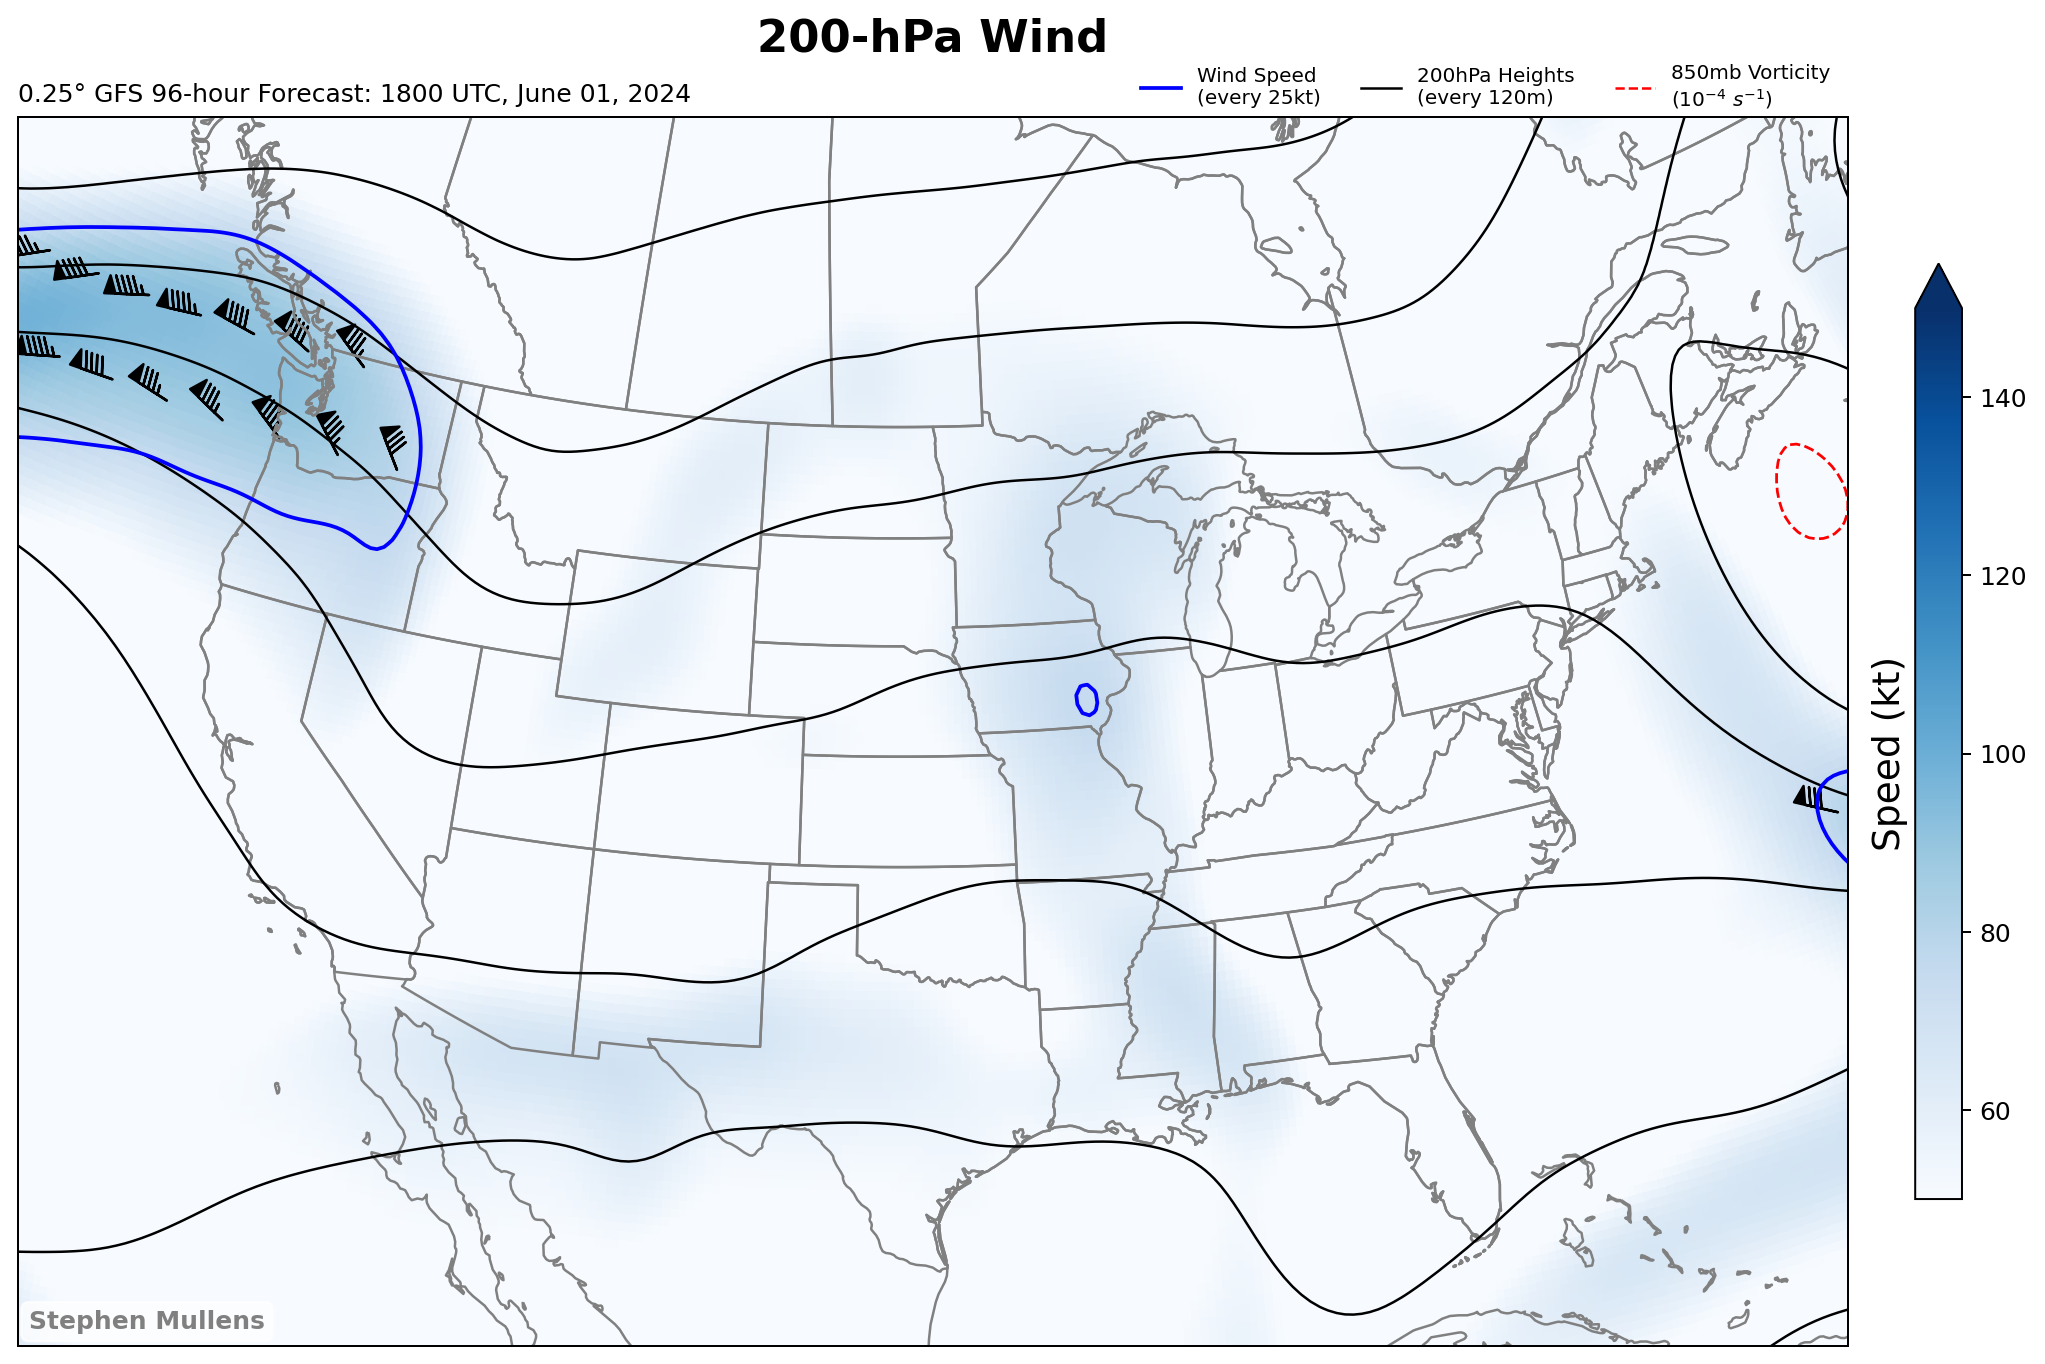 200-hPa Wind
0.25° GFS 96-hour Forecast: 1800 UTC, June 01, 2024
Wind Speed
(every 25kt)
200hPa Heights
(every 120m)
850mb Vorticity
(10⁻⁴ s⁻¹)
140
120
100
80
60
Speed (kt)
Stephen Mullens